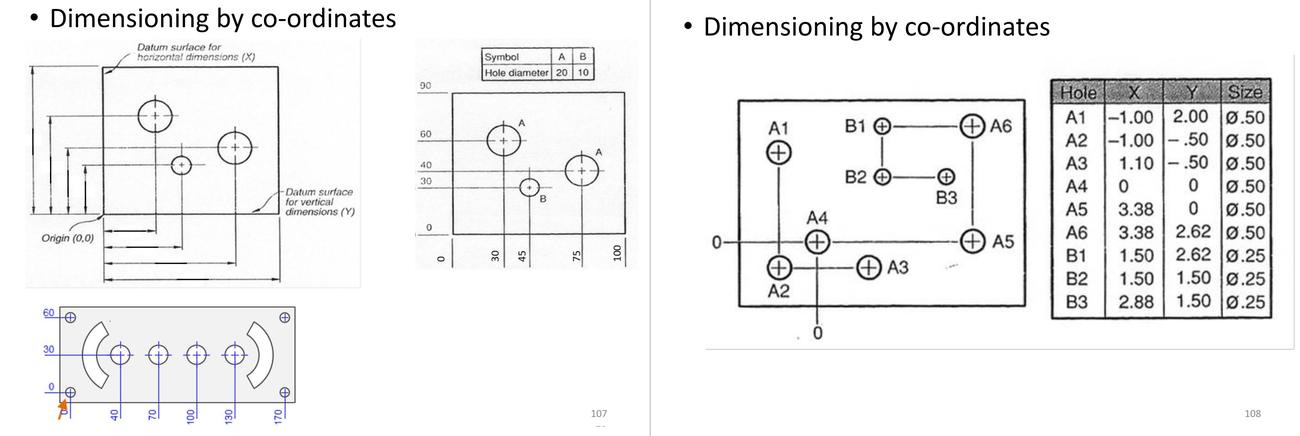 • Dimensioning by co-ordinates
Datum surface for
horizontal dimensions (X)
Datum surface
for vertical
dimensions (Y)
Origin (0,0)
Symbol A B
Hole diameter 20 10
90
60
40
30
0
A
A
B
0 30 45 75 100
60
30
0
0 40 70 100 130 170
107
• Dimensioning by co-ordinates
A1 B1 A6
B2 B3
A4
0 A5
A2 A3
0
Hole X Y Size
A1 –1.00 2.00 Ø.50
A2 –1.00 – .50 Ø.50
A3 1.10 – .50 Ø.50
A4 0 0 Ø.50
A5 3.38 0 Ø.50
A6 3.38 2.62 Ø.50
B1 1.50 2.62 Ø.25
B2 1.50 1.50 Ø.25
B3 2.88 1.50 Ø.25
108